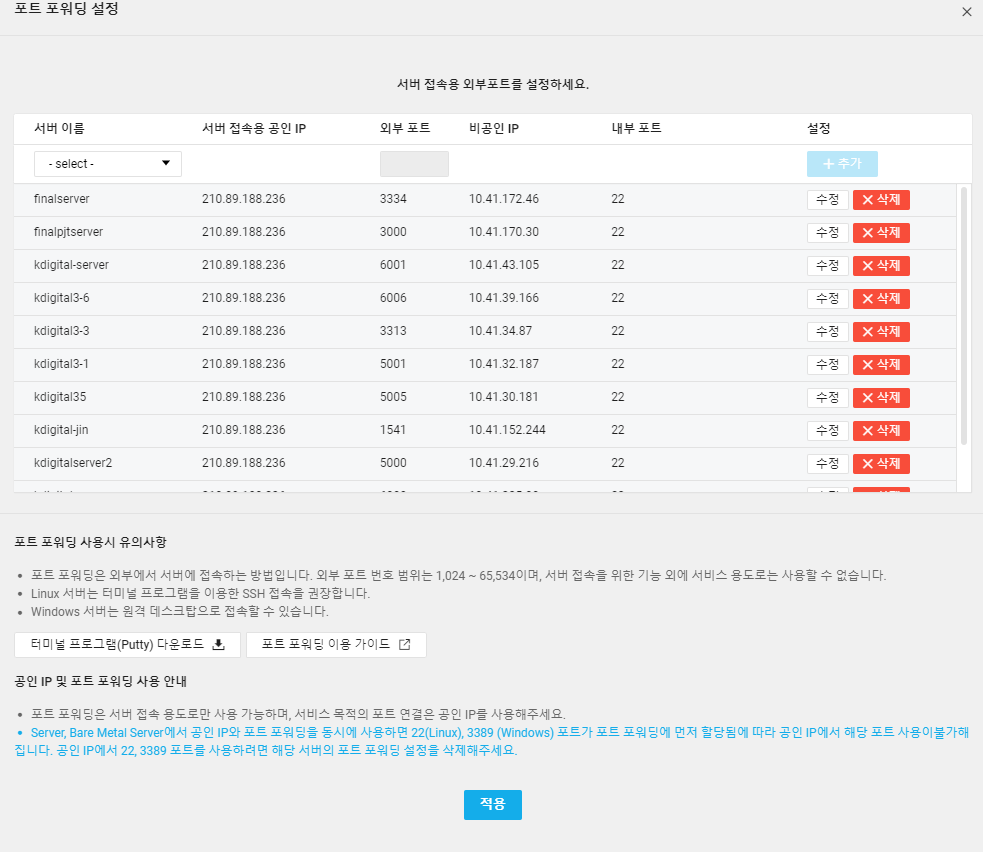 포트 포워딩 설정
서버 접속용 외부포트를 설정하세요.
서버 이름 서버 접속용 공인 IP 외부 포트 비공인 IP 내부 포트 설정
- select - + 추가
finalserver 210.89.188.236 3334 10.41.172.46 22 수정 × 삭제
finalpjtserver 210.89.188.236 3000 10.41.170.30 22 수정 × 삭제
kdigital-server 210.89.188.236 6001 10.41.43.105 22 수정 × 삭제
kdigital3-6 210.89.188.236 6006 10.41.39.166 22 수정 × 삭제
kdigital3-3 210.89.188.236 3313 10.41.34.87 22 수정 × 삭제
kdigital3-1 210.89.188.236 5001 10.41.32.187 22 수정 × 삭제
kdigital35 210.89.188.236 5005 10.41.30.181 22 수정 × 삭제
kdigital-jin 210.89.188.236 1541 10.41.152.244 22 수정 × 삭제
kdigitalserver2 210.89.188.236 5000 10.41.29.216 22 수정 × 삭제
포트 포워딩 사용시 유의사항
• 포트 포워딩은 외부에서 서버에 접속하는 방법입니다. 외부 포트 번호 범위는 1,024 ~ 65,534이며, 서버 접속을 위한 기능 외에 서비스 용도로는 사용할 수 없습니다.
• Linux 서버는 터미널 프로그램을 이용한 SSH 접속을 권장합니다.
• Windows 서버는 원격 데스크탑으로 접속할 수 있습니다.
터미널 프로그램(Putty) 다운로드 포트 포워딩 이용 가이드
공인 IP 및 포트 포워딩 사용 안내
• 포트 포워딩은 서버 접속 용도로만 사용 가능하며, 서비스 목적의 포트 연결은 공인 IP를 사용해주세요.
• Server, Bare Metal Server에서 공인 IP와 포트 포워딩을 동시에 사용하면 22(Linux), 3389 (Windows) 포트가 포트 포워딩에 먼저 할당됨에 따라 공인 IP에서 해당 포트 사용이불가해
집니다. 공인 IP에서 22, 3389 포트를 사용하려면 해당 서버의 포트 포워딩 설정을 삭제해주세요.
적용